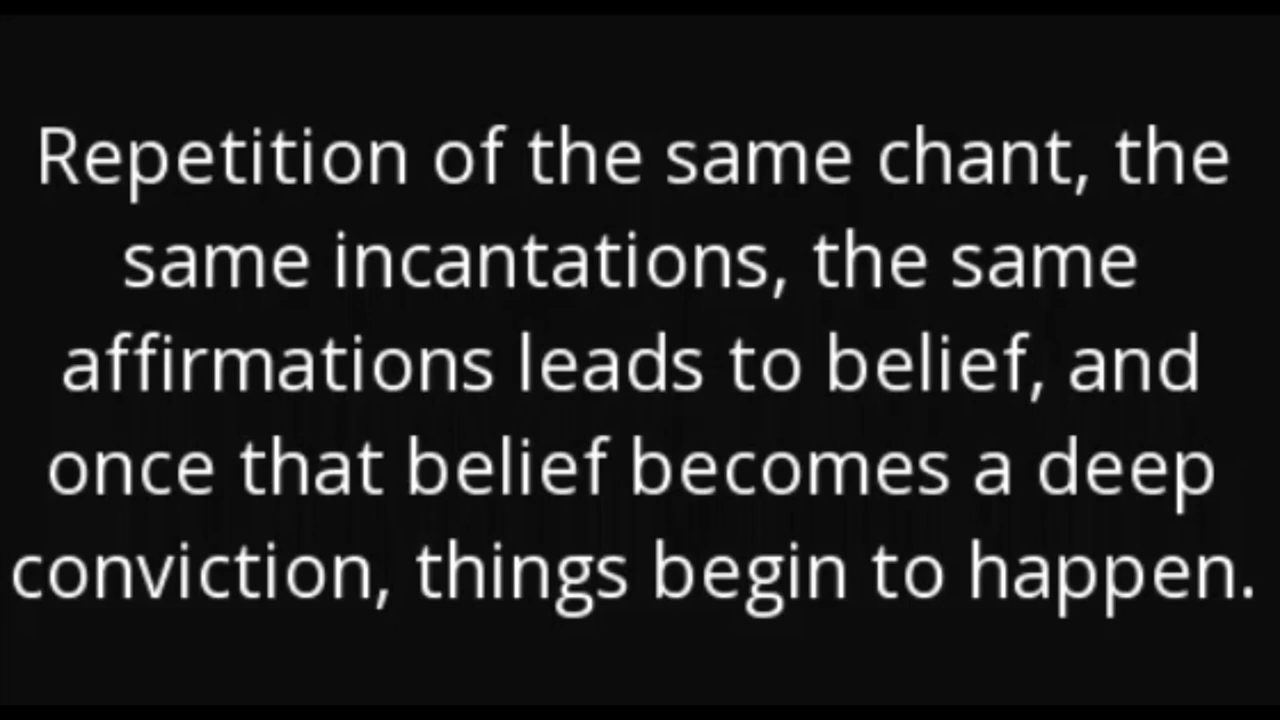 Repetition of the same chant, the
same incantations, the same
affirmations leads to belief, and
once that belief becomes a deep
conviction, things begin to happen.